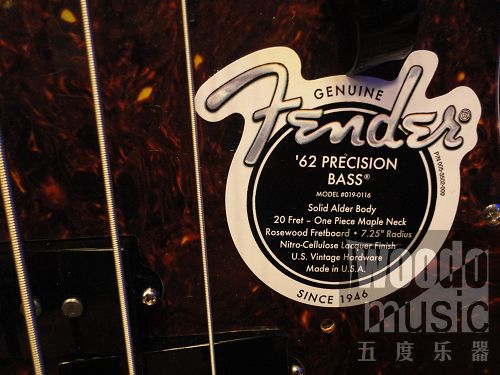 GENUINE
Fender®
'62 PRECISION
BASS®
MODEL #019-0116
Solid Alder Body
20 Fret – One Piece Maple Neck
Rosewood Fretboard • 7.25" Radius
Nitro-Cellulose Lacquer Finish
U.S. Vintage Hardware
Made in U.S.A.
SINCE 1946
woodo
music
五度乐器